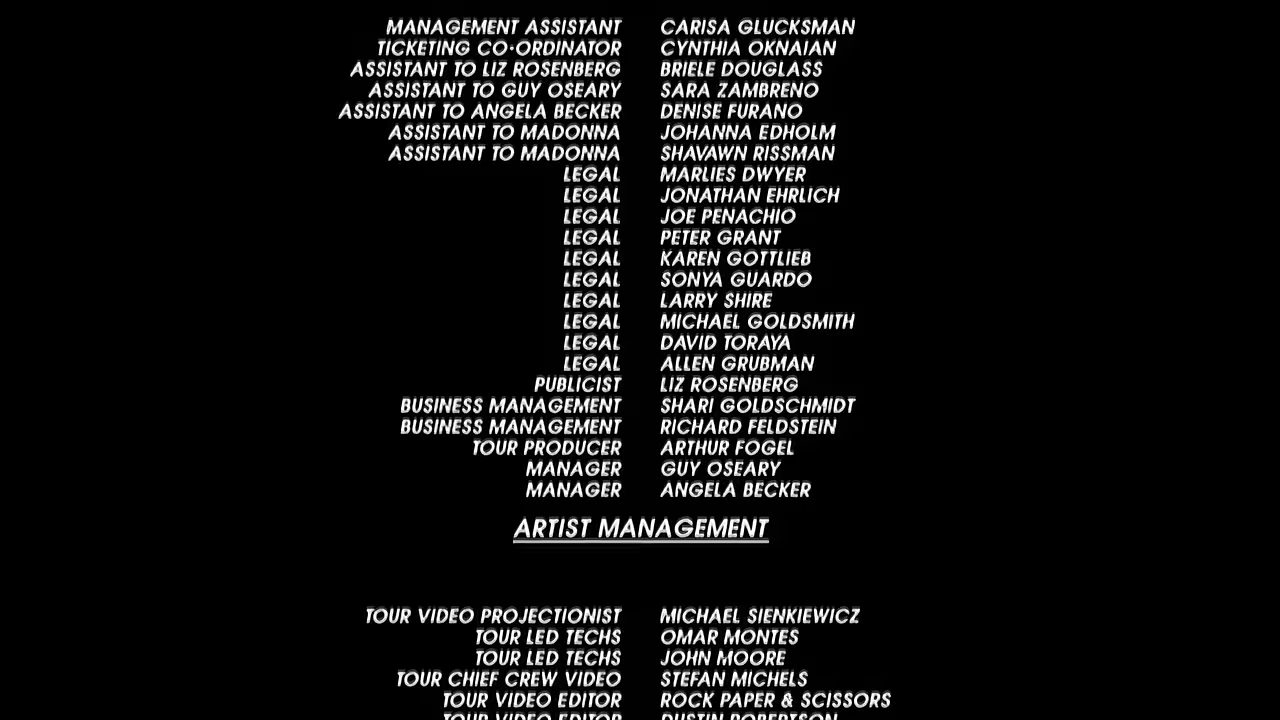 MANAGEMENT ASSISTANT CARISA GLUCKSMAN
TICKETING CO-ORDINATOR CYNTHIA OKNAIAN
ASSISTANT TO LIZ ROSENBERG BRIELE DOUGLASS
ASSISTANT TO GUY OSEARY SARA ZAMBRENO
ASSISTANT TO ANGELA BECKER DENISE FURANO
ASSISTANT TO MADONNA JOHANNA EDHOLM
ASSISTANT TO MADONNA SHAVAWN RISSMAN
LEGAL MARLIES DWYER
LEGAL JONATHAN EHRLICH
LEGAL JOE PENACHIO
LEGAL PETER GRANT
LEGAL KAREN GOTTLIEB
LEGAL SONYA GUARDO
LEGAL LARRY SHIRE
LEGAL MICHAEL GOLDSMITH
LEGAL DAVID TORAYA
LEGAL ALLEN GRUBMAN
PUBLICIST LIZ ROSENBERG
BUSINESS MANAGEMENT SHARI GOLDSCHMIDT
BUSINESS MANAGEMENT RICHARD FELDSTEIN
TOUR PRODUCER ARTHUR FOGEL
MANAGER GUY OSEARY
MANAGER ANGELA BECKER
ARTIST MANAGEMENT
TOUR VIDEO PROJECTIONIST MICHAEL SIENKIEWICZ
TOUR LED TECHS OMAR MONTES
TOUR LED TECHS JOHN MOORE
TOUR CHIEF CREW VIDEO STEFAN MICHELS
TOUR VIDEO EDITOR ROCK PAPER & SCISSORS
TOUR VIDEO EDITOR DUSTIN ROBERTSON